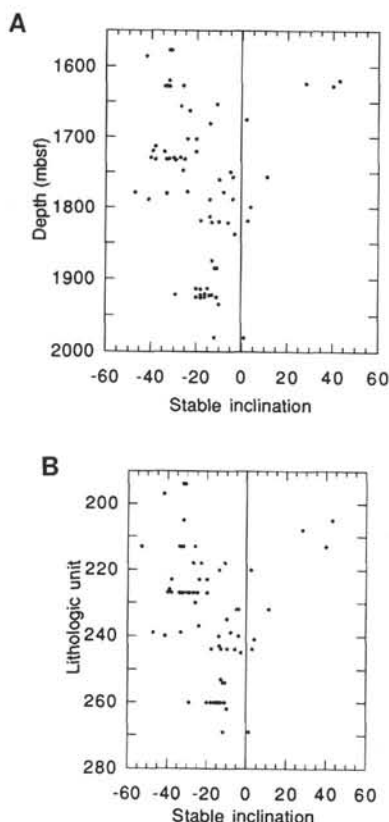 A
1600
1700
1800
1900
2000
Depth (mbsf)
-60 -40 -20 0 20 40 60
Stable inclination
B
200
220
240
260
280
Lithologic unit
-60 -40 -20 0 20 40 60
Stable inclination